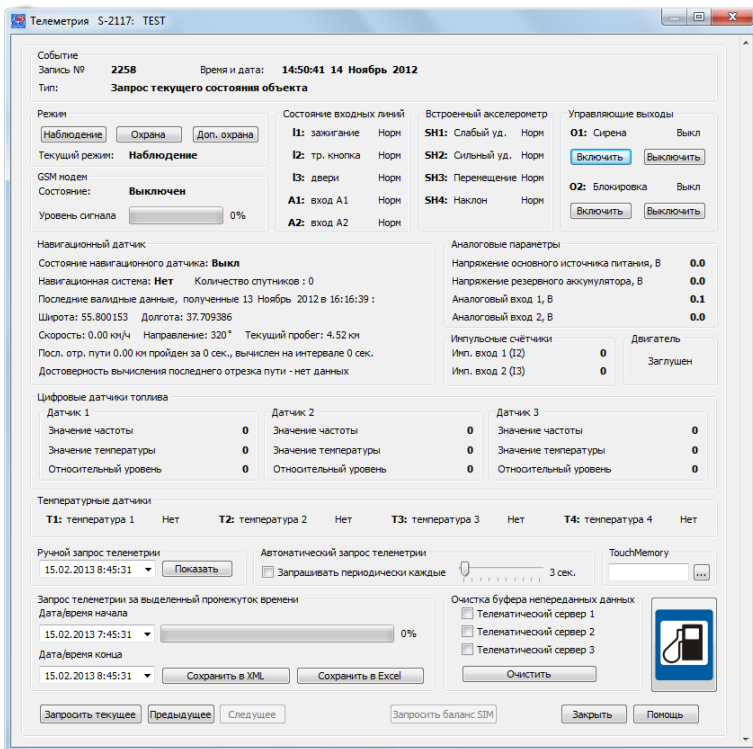 Телеметрия S-2117: TEST
Событие
Запись № 2258 Время и дата: 14:50:41 14 Ноябрь 2012
Тип: Запрос текущего состояния объекта
Режим
Наблюдение Охрана Доп. охрана
Текущий режим: Наблюдение
GSM модем
Состояние: Выключен
Уровень сигнала 0%
Состояние входных линий
I1: зажигание Норм
I2: тр. кнопка Норм
I3: двери Норм
A1: вход A1 Норм
A2: вход A2 Норм
Встроенный акселерометр
SH1: Слабый уд. Норм
SH2: Сильный уд. Норм
SH3: Перемещение Норм
SH4: Наклон Норм
Управляющие выходы
O1: Сирена Выкл
Включить Выключить
O2: Блокировка Выкл
Включить Выключить
Навигационный датчик
Состояние навигационного датчика: Выкл
Навигационная система: Нет Количество спутников : 0
Последние валидные данные, полученные 13 Ноябрь 2012 в 16:16:39 :
Широта: 55.800153 Долгота: 37.709386
Скорость: 0.00 км/ч Направление: 320° Текущий пробег: 4.52 км
Посл. отр. пути 0.00 км пройден за 0 сек., вычислен на интервале 0 сек.
Достоверность вычисления последнего отрезка пути - нет данных
Аналоговые параметры
Напряжение основного источника питания, В 0.0
Напряжение резервного аккумулятора, В 0.0
Аналоговый вход 1, В 0.1
Аналоговый вход 2, В 0.0
Импульсные счётчики
Имп. вход 1 (I2) 0
Имп. вход 2 (I3) 0
Двигатель
Заглушен
Цифровые датчики топлива
Датчик 1
Значение частоты 0
Значение температуры 0
Относительный уровень 0
Датчик 2
Значение частоты 0
Значение температуры 0
Относительный уровень 0
Датчик 3
Значение частоты 0
Значение температуры 0
Относительный уровень 0
Температурные датчики
T1: температура 1 Нет T2: температура 2 Нет T3: температура 3 Нет T4: температура 4 Нет
Ручной запрос телеметрии
15.02.2013 8:45:31 Показать
Автоматический запрос телеметрии
Запрашивать периодически каждые 3 сек.
TouchMemory
...
Запрос телеметрии за выделенный промежуток времени
Дата/время начала
15.02.2013 7:45:31 0%
Дата/время конца
15.02.2013 8:45:31 Сохранить в XML Сохранить в Excel
Очистка буфера непереданных данных
Телематический сервер 1
Телематический сервер 2
Телематический сервер 3
Очистить
Запросить текущее Предыдущее Следущее Запросить баланс SIM Закрыть Помощь